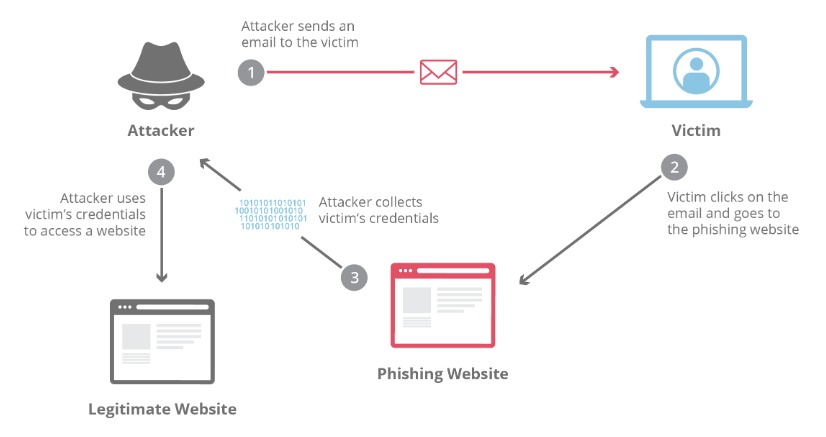 Attacker sends an
email to the victim
1
Attacker
Victim
4
2
Attacker uses
victim's credentials
to access a website
10101011010101
10010101001010
11010101010101
101010101010
Attacker collects
victim's credentials
Victim clicks on the
email and goes to
the phishing website
3
Phishing Website
Legitimate Website